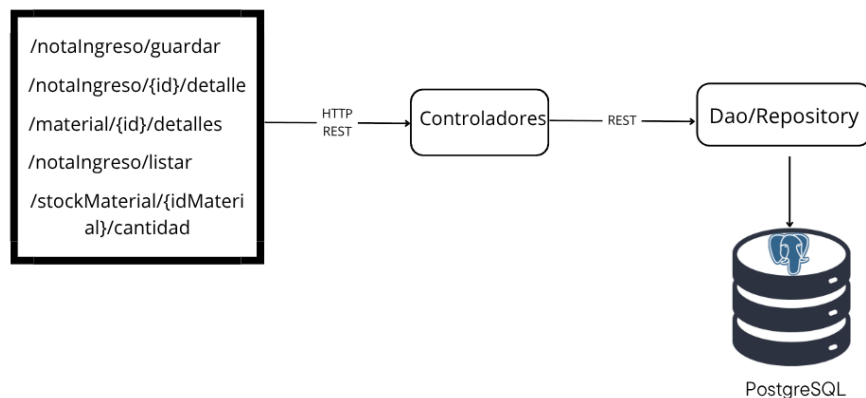 /notaIngreso/guardar
/notaIngreso/{id}/detalle
/material/{id}/detalles
/notaIngreso/listar
/stockMaterial/{idMateri
al}/cantidad
HTTP
REST
Controladores
REST
Dao/Repository
PostgreSQL